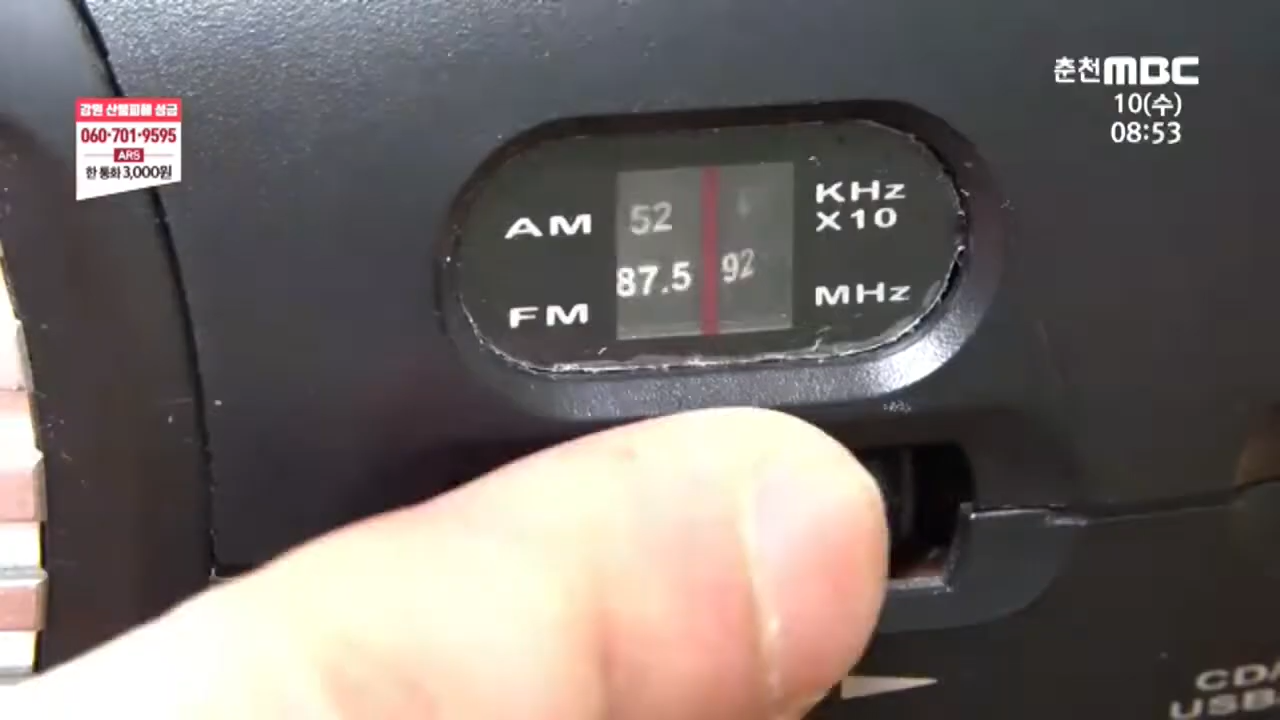 강원 산불피해 성금
060-701-9595
ARS
한 통화 3,000원
춘천MBC
10(수)
08:53
AM 52 KHz
X10
87.5 92
FM MHz
CD/
USB